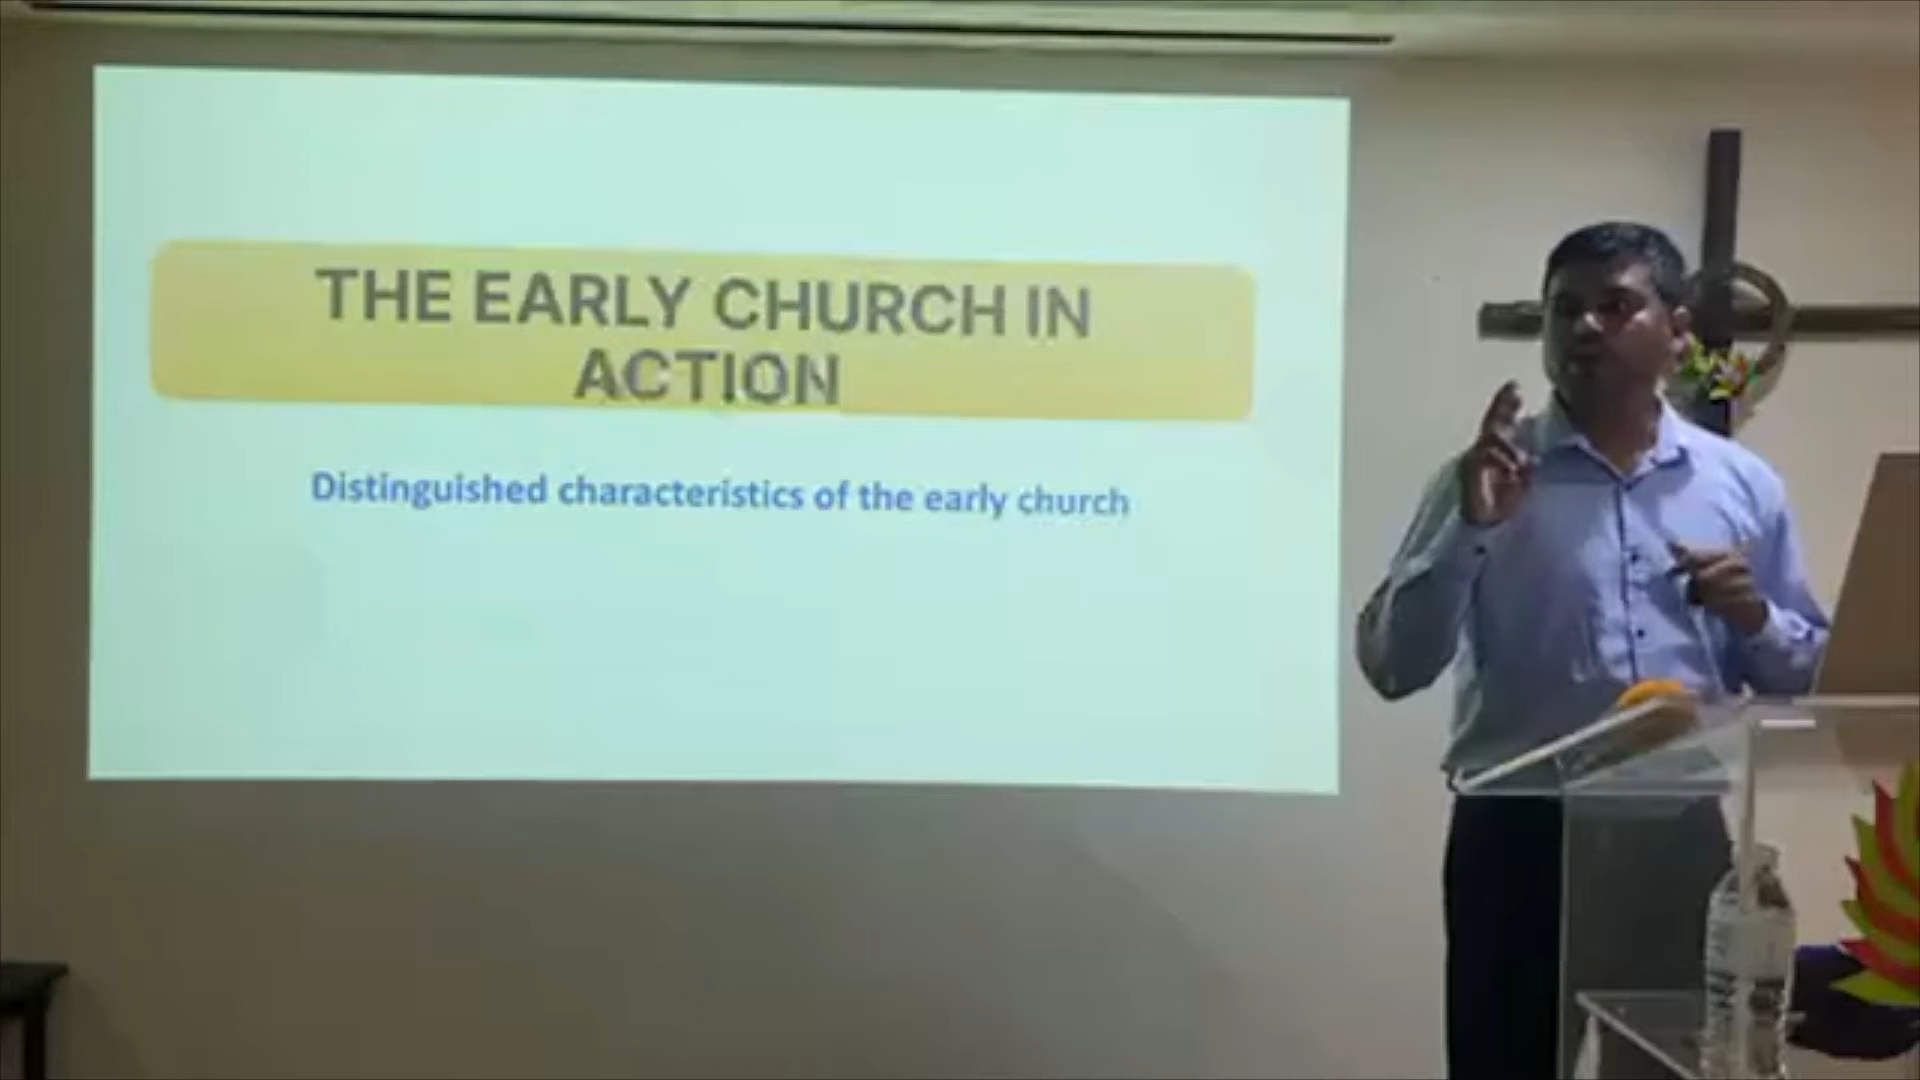 THE EARLY CHURCH IN
ACTION
Distinguished characteristics of the early church